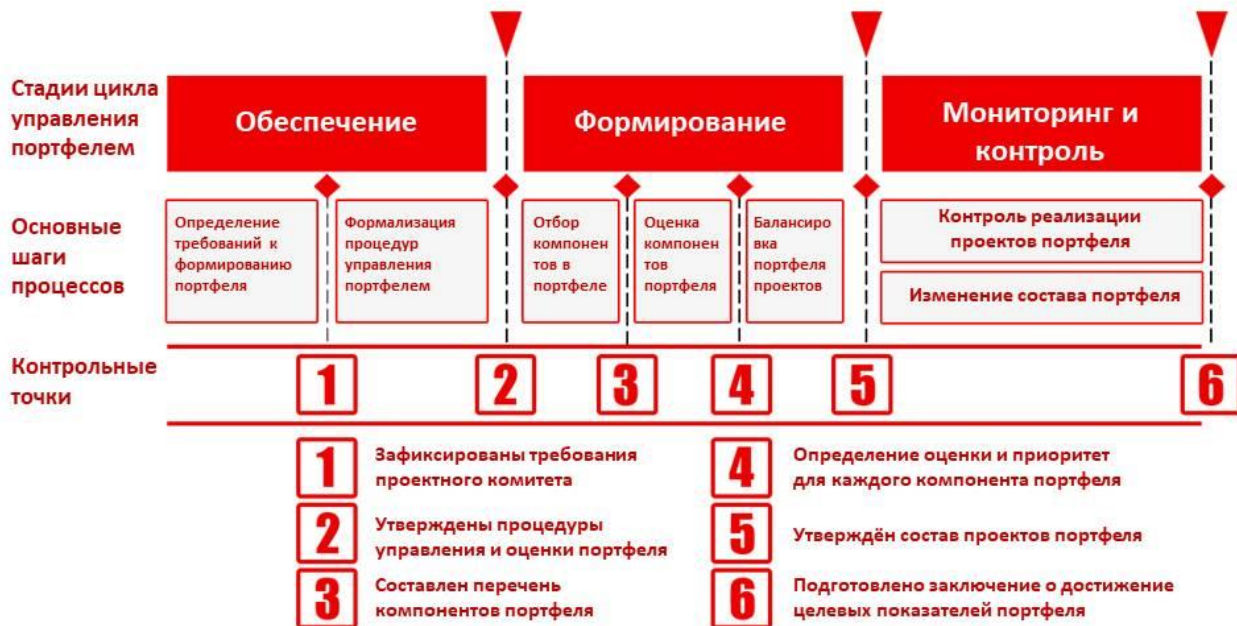 Стадии цикла
управления
портфелем
Обеспечение
Формирование
Мониторинг и
контроль
Основные
шаги
процессов
Определение
требований к
формированию
портфеля
Формализация
процедур
управления
портфелем
Отбор
компонен
тов в
портфеле
Оценка
компонен
тов
портфеля
Балансиро
вка
портфеля
проектов
Контроль реализации
проектов портфеля
Изменение состава портфеля
Контрольные
точки
1
2
3
4
5
6
1
Зафиксированы требования
проектного комитета
2
Утверждены процедуры
управления и оценки портфеля
3
Составлен перечень
компонентов портфеля
4
Определение оценки и приоритет
для каждого компонента портфеля
5
Утверждён состав проектов портфеля
6
Подготовлено заключение о достижение
целевых показателей портфеля